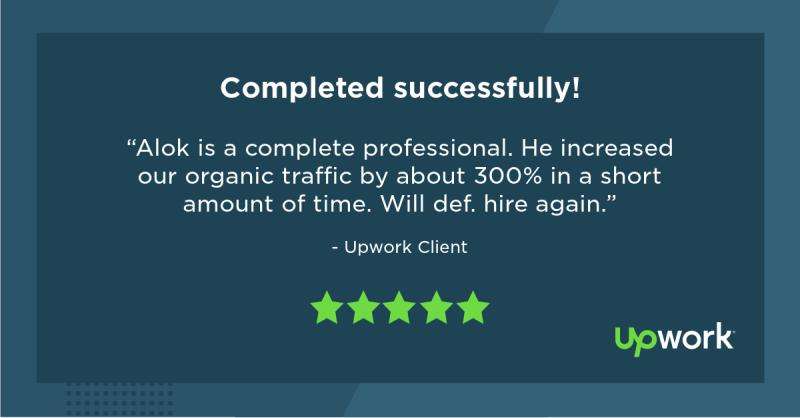 Completed successfully!
“Alok is a complete professional. He increased
our organic traffic by about 300% in a short
amount of time. Will def. hire again.”
- Upwork Client
upwork